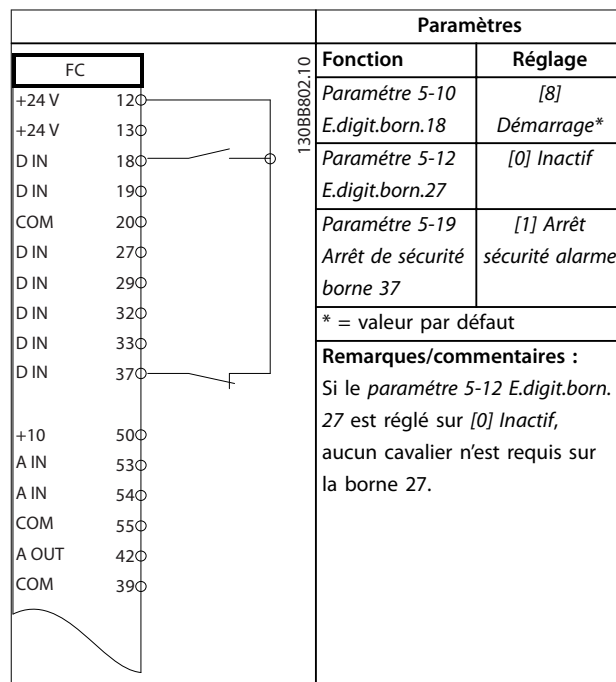 FC
+24 V 12
+24 V 13
D IN 18
D IN 19
COM 20
D IN 27
D IN 29
D IN 32
D IN 33
D IN 37
+10 50
A IN 53
A IN 54
COM 55
A OUT 42
COM 39
130BB802.10
Paramètres
Fonction Réglage
Paramétre 5-10 [8]
E.digit.born.18 Démarrage*
Paramétre 5-12 [0] Inactif
E.digit.born.27
Paramétre 5-19 [1] Arrêt
Arrêt de sécurité sécurité alarme
borne 37
* = valeur par défaut
Remarques/commentaires :
Si le paramétre 5-12 E.digit.born.
27 est réglé sur [0] Inactif,
aucun cavalier n'est requis sur
la borne 27.